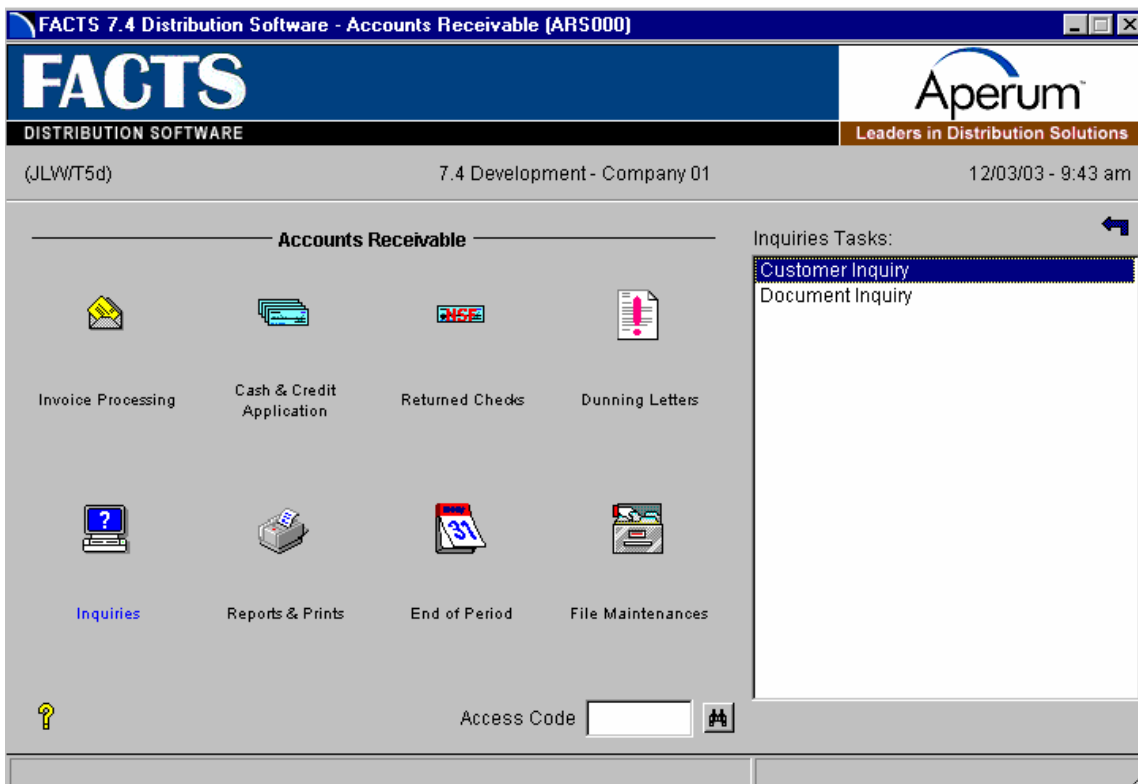 FACTS 7.4 Distribution Software - Accounts Receivable (ARS000)
FACTS
DISTRIBUTION SOFTWARE
Aperum™
Leaders in Distribution Solutions
(JLW/T5d)
7.4 Development - Company 01
12/03/03 - 9:43 am
Accounts Receivable
Inquiries Tasks:
Customer Inquiry
Document Inquiry
NSF
Invoice Processing
Cash & Credit
Application
Returned Checks
Dunning Letters
?
31
Inquiries
Reports & Prints
End of Period
File Maintenances
?
Access Code